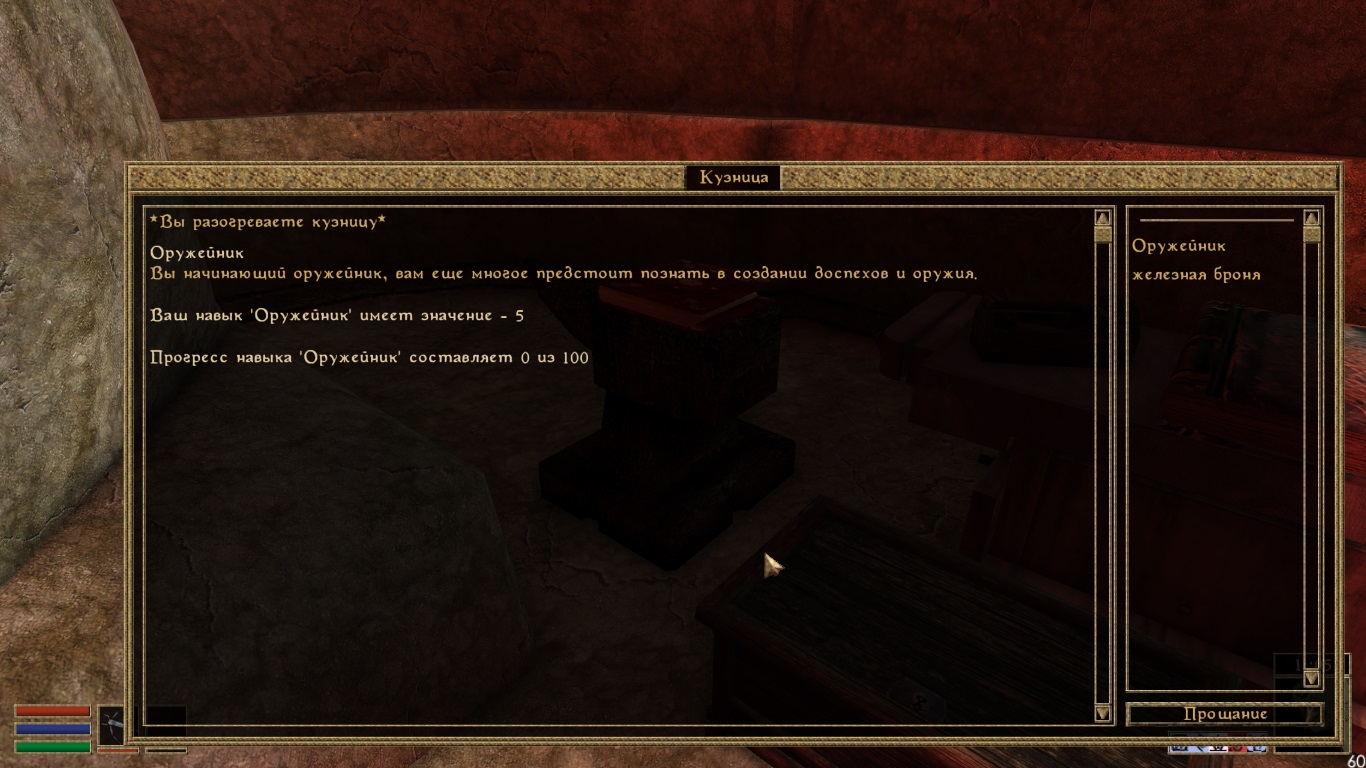 Кузница
*Вы разогреваете кузницу*
Оружейник
Вы начинающий оружейник, вам еще многое предстоит познать в создании доспехов и оружия.
Ваш навык 'Оружейник' имеет значение - 5
Прогресс навыка 'Оружейник' составляет 0 из 100
Оружейник
железная броня
Прощание
60